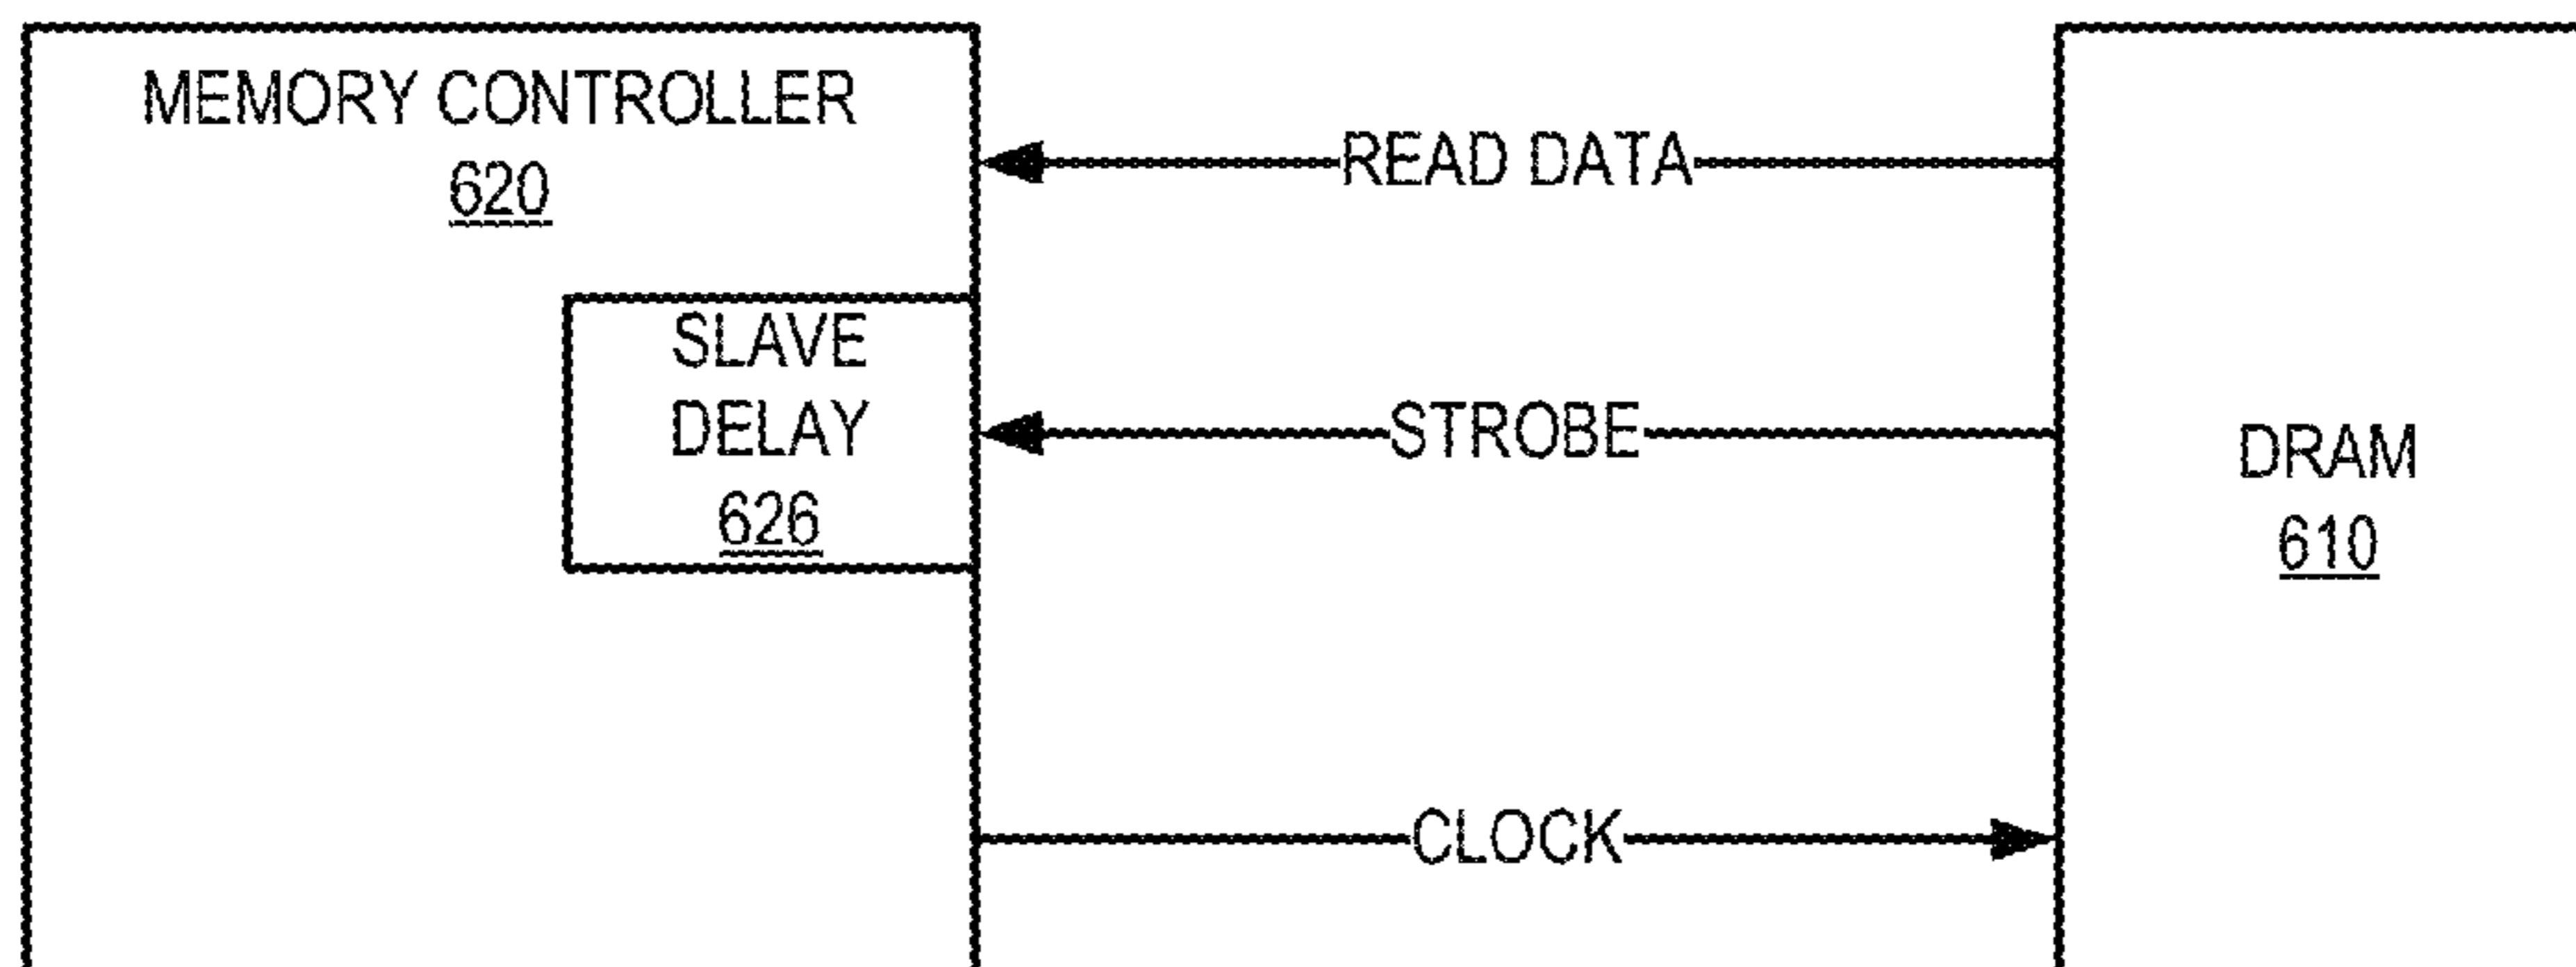 MEMORY CONTROLLER
620
READ DATA
SLAVE
DELAY
626
STROBE
DRAM
610
CLOCK